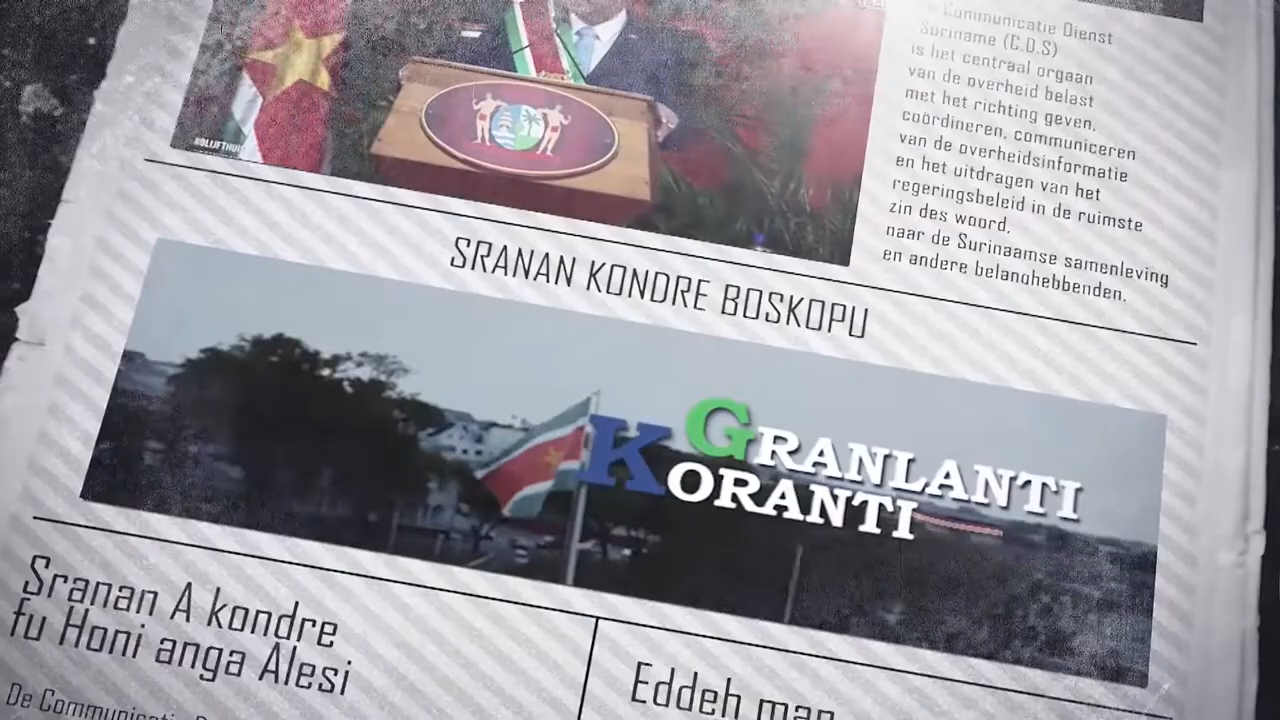 Communicatie Dienst
Suriname (C.D.S)
is het centraal orgaan
van de overheid belast
met het richting geven,
coördineren, communiceren
van de overheidsinformatie
en het uitdragen van het
regeringsbeleid in de ruimste
zin des woord,
naar de Surinaamse samenleving
en andere belanghebbenden.
SRANAN KONDRE BOSKOPU
GRANLANTI
KORANTI
Sranan A kondre
fu Honi anga Alesi
De
Eddeh man